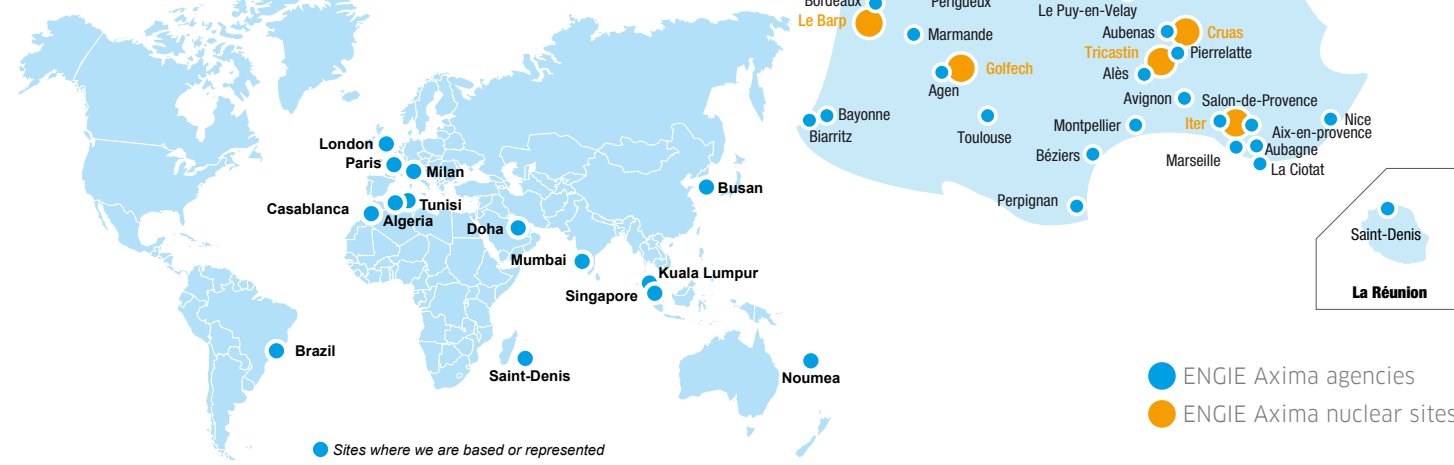 London
Paris
Milan
Casablanca
Algeria
Tunisi
Doha
Busan
Mumbai
Kuala Lumpur
Singapore
Brazil
Saint-Denis
Noumea
Sites where we are based or represented
Bordeaux
Périgueux
Le Puy-en-Velay
Le Barp
Marmande
Aubenas
Cruas
Tricastin
Pierrelatte
Golfech
Alès
Agen
Avignon
Salon-de-Provence
Bayonne
Biarritz
Toulouse
Montpellier
Iter
Nice
Aix-en-provence
Béziers
Marseille
Aubagne
La Ciotat
Perpignan
Saint-Denis
La Réunion
ENGIE Axima agencies
ENGIE Axima nuclear sites